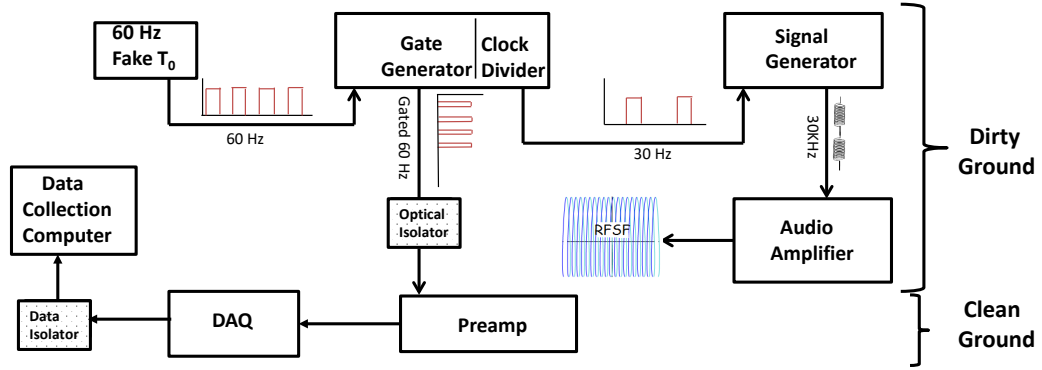 60 Hz
Fake T0
Gate
Generator
Clock
Divider
Signal
Generator
60 Hz
Gated 60 Hz
30 Hz
30KHz
Dirty
Ground
Data
Collection
Computer
Optical
Isolator
RFSF
Audio
Amplifier
Data
Isolator
DAQ
Preamp
Clean
Ground